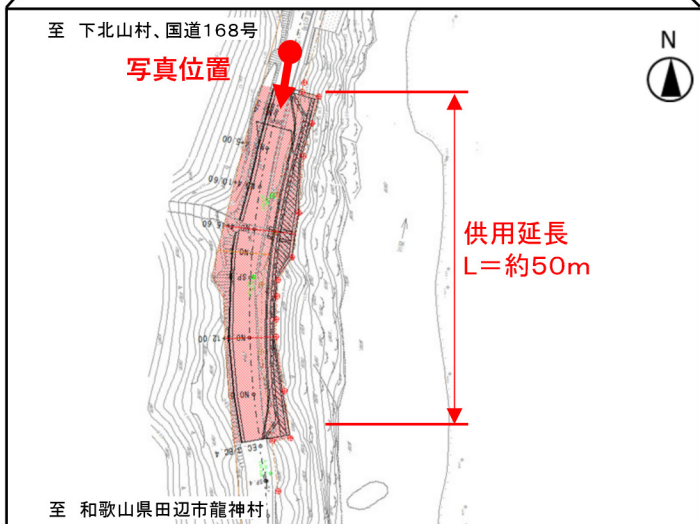 至 下北山村、国道168号
写真位置
N
供用延長
L＝約50m
至 和歌山県田辺市龍神村